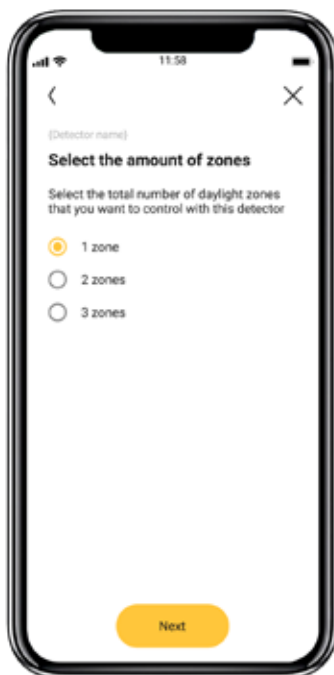 11:58
{Detector name}
Select the amount of zones
Select the total number of daylight zones
that you want to control with this detector
1 zone
2 zones
3 zones
Next